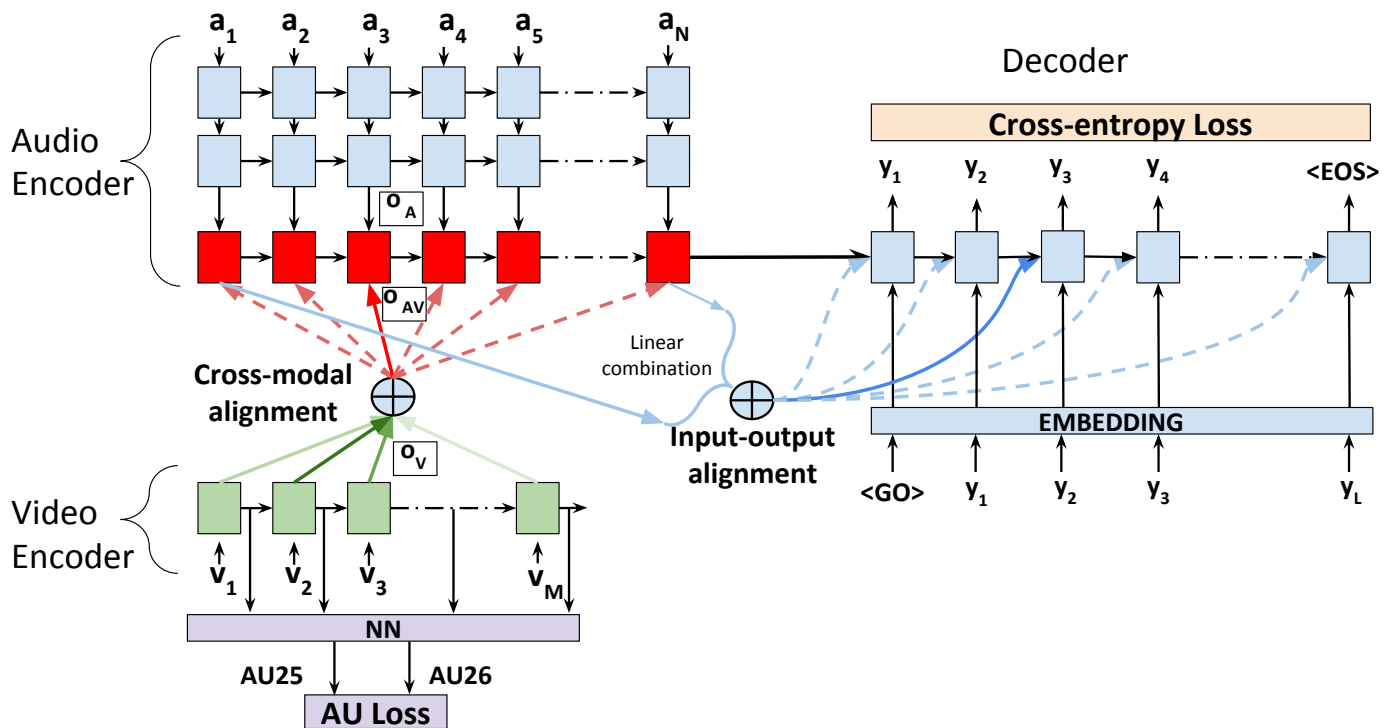 a1 a2 a3 a4 a5 aN
Audio
Encoder
oA
oAV
Cross-modal
alignment
Linear
combination
Input-output
alignment
oV
Video
Encoder
v1 v2 v3 vM
NN
AU25 AU26
AU Loss
Decoder
Cross-entropy Loss
y1 y2 y3 y4 <EOS>
EMBEDDING
<GO> y1 y2 y3 yL